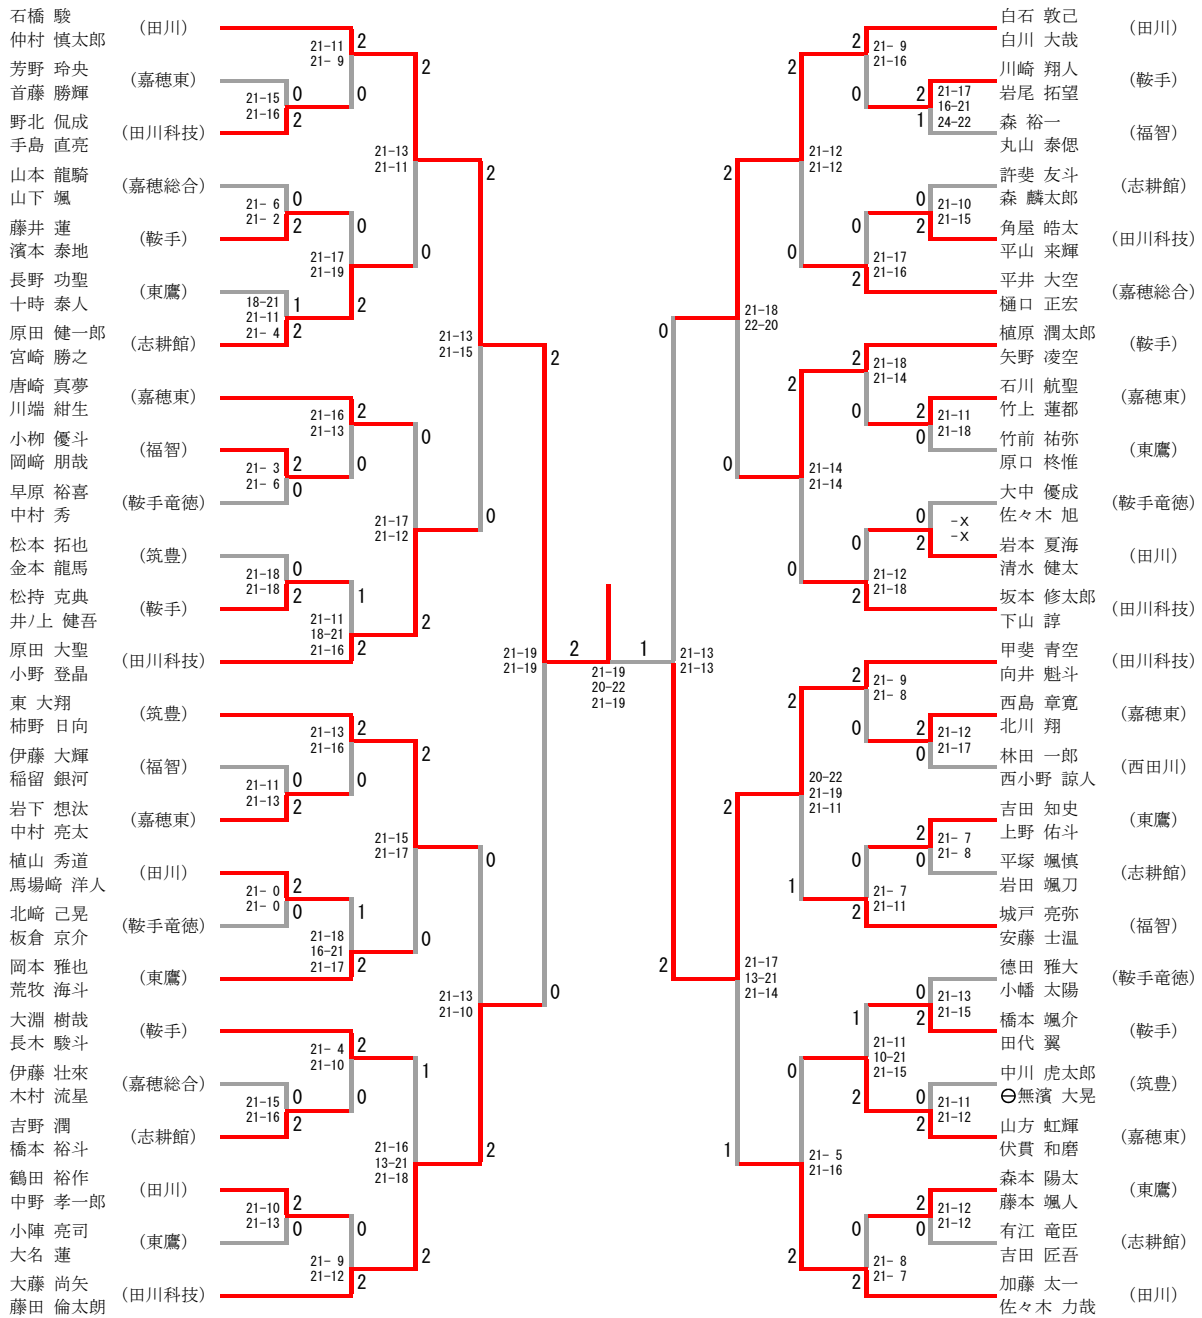 石橋 駿
仲村 慎太郎
(田川)
芳野 玲央
首藤 勝輝
(嘉穂東)
野北 侃成
手島 直亮
(田川科技)
山本 龍騎
山下 颯
(嘉穂総合)
藤井 蓮
濱本 泰地
(鞍手)
長野 功聖
十時 泰人
(東鷹)
原田 健一郎
宮崎 勝之
(志耕館)
唐崎 真夢
川端 紺生
(嘉穂東)
小栁 優斗
岡﨑 朋哉
(福智)
早原 裕喜
中村 秀
(鞍手竜徳)
松本 拓也
金本 龍馬
(筑豊)
松持 克典
井ﾉ上 健吾
(鞍手)
原田 大聖
小野 登晶
(田川科技)
東 大翔
柿野 日向
(筑豊)
伊藤 大輝
稲留 銀河
(福智)
岩下 想汰
中村 亮太
(嘉穂東)
植山 秀道
馬場﨑 洋人
(田川)
北﨑 己晃
板倉 京介
(鞍手竜徳)
岡本 雅也
荒牧 海斗
(東鷹)
大淵 樹哉
長木 駿斗
(鞍手)
伊藤 壮來
木村 流星
(嘉穂総合)
吉野 潤
橋本 裕斗
(志耕館)
鶴田 裕作
中野 孝一郎
(田川)
小陣 亮司
大名 蓮
(東鷹)
大藤 尚矢
藤田 倫太朗
(田川科技)
21-15
21-16
0
2
21- 6
21- 2
0
2
18-21
21-11
21- 4
1
2
21- 3
21- 6
2
0
21-18
21-18
0
2
21-11
21-13
0
2
21- 0
21- 0
2
0
21-15
21-16
0
2
21-10
21-13
2
0
21-11
21- 9
2
0
21-17
21-19
0
2
21-16
21-13
2
0
21-11
18-21
21-16
1
2
21-13
21-16
2
0
21-18
16-21
21-17
1
2
21- 4
21-10
2
0
21- 9
21-12
0
2
21-13
21-11
2
0
21-17
21-12
0
2
21-15
21-17
2
0
21-16
13-21
21-18
1
2
21-13
21-15
2
0
21-13
21-10
0
2
21-19
21-19
2
0
2
1
21-19
20-22
21-19
21-13
21-13
0
2
21-18
22-20
2
0
21-17
13-21
21-14
2
1
21-12
21-12
2
0
21-14
21-14
2
0
20-22
21-19
21-11
2
1
21- 5
21-16
0
2
21- 9
21-16
2
0
21-17
21-16
0
2
21-18
21-14
2
0
21-12
21-18
0
2
21- 9
21- 8
2
0
21- 7
21-11
0
2
21-11
10-21
21-15
1
2
21- 8
21- 7
0
2
21-17
16-21
24-22
2
1
21-10
21-15
0
2
21-11
21-18
2
0
-X
-X
0
2
21-12
21-17
2
0
21- 7
21- 8
2
0
21-13
21-15
0
2
21-11
21-12
0
2
21-12
21-12
2
0
白石 敦己
白川 大哉
(田川)
川崎 翔人
岩尾 拓望
(鞍手)
森 裕一
丸山 泰偲
(福智)
許斐 友斗
森 麟太郎
(志耕館)
角屋 皓太
平山 来輝
(田川科技)
平井 大空
樋口 正宏
(嘉穂総合)
植原 潤太郎
矢野 凌空
(鞍手)
石川 航聖
竹上 蓮都
(嘉穂東)
竹前 祐弥
原口 柊惟
(東鷹)
大中 優成
佐々木 旭
(鞍手竜徳)
岩本 夏海
清水 健太
(田川)
坂本 修太郎
下山 諄
(田川科技)
甲斐 青空
向井 魁斗
(田川科技)
西島 章寛
北川 翔
(嘉穂東)
林田 一郎
西小野 諒人
(西田川)
吉田 知史
上野 佑斗
(東鷹)
平塚 颯慎
岩田 颯刀
(志耕館)
城戸 亮弥
安藤 士温
(福智)
德田 雅大
小幡 太陽
(鞍手竜徳)
橋本 颯介
田代 翼
(鞍手)
中川 虎太郎
⊖無濱 大晃
(筑豊)
山方 虹輝
伏貫 和磨
(嘉穂東)
森本 陽太
藤本 颯人
(東鷹)
有江 竜臣
吉田 匠吾
(志耕館)
加藤 太一
佐々木 力哉
(田川)